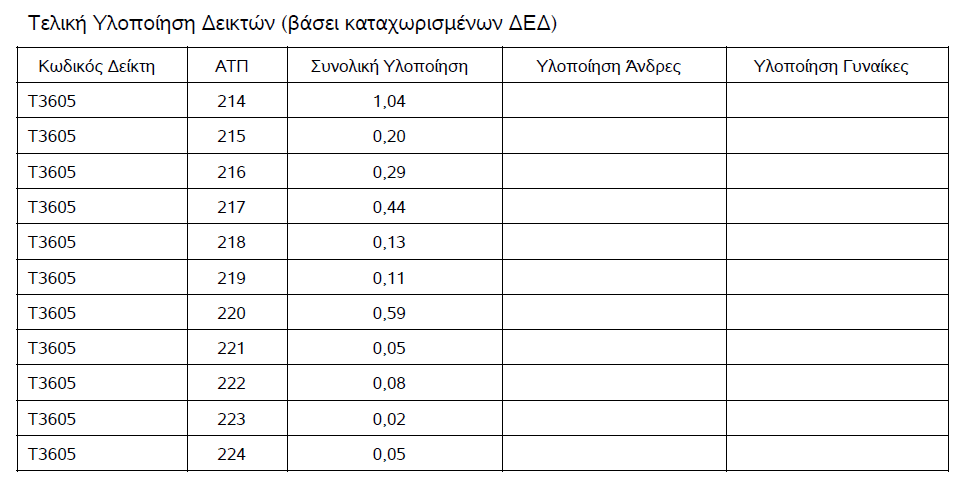 Τελική Υλοποίηση Δεικτών (βάσει καταχωρισμένων ΔΕΔ)
Κωδικός Δείκτη ΑΤΠ Συνολική Υλοποίηση Υλοποίηση Άνδρες Υλοποίηση Γυναίκες
Τ3605 214 1,04
Τ3605 215 0,20
Τ3605 216 0,29
Τ3605 217 0,44
Τ3605 218 0,13
Τ3605 219 0,11
Τ3605 220 0,59
Τ3605 221 0,05
Τ3605 222 0,08
Τ3605 223 0,02
Τ3605 224 0,05